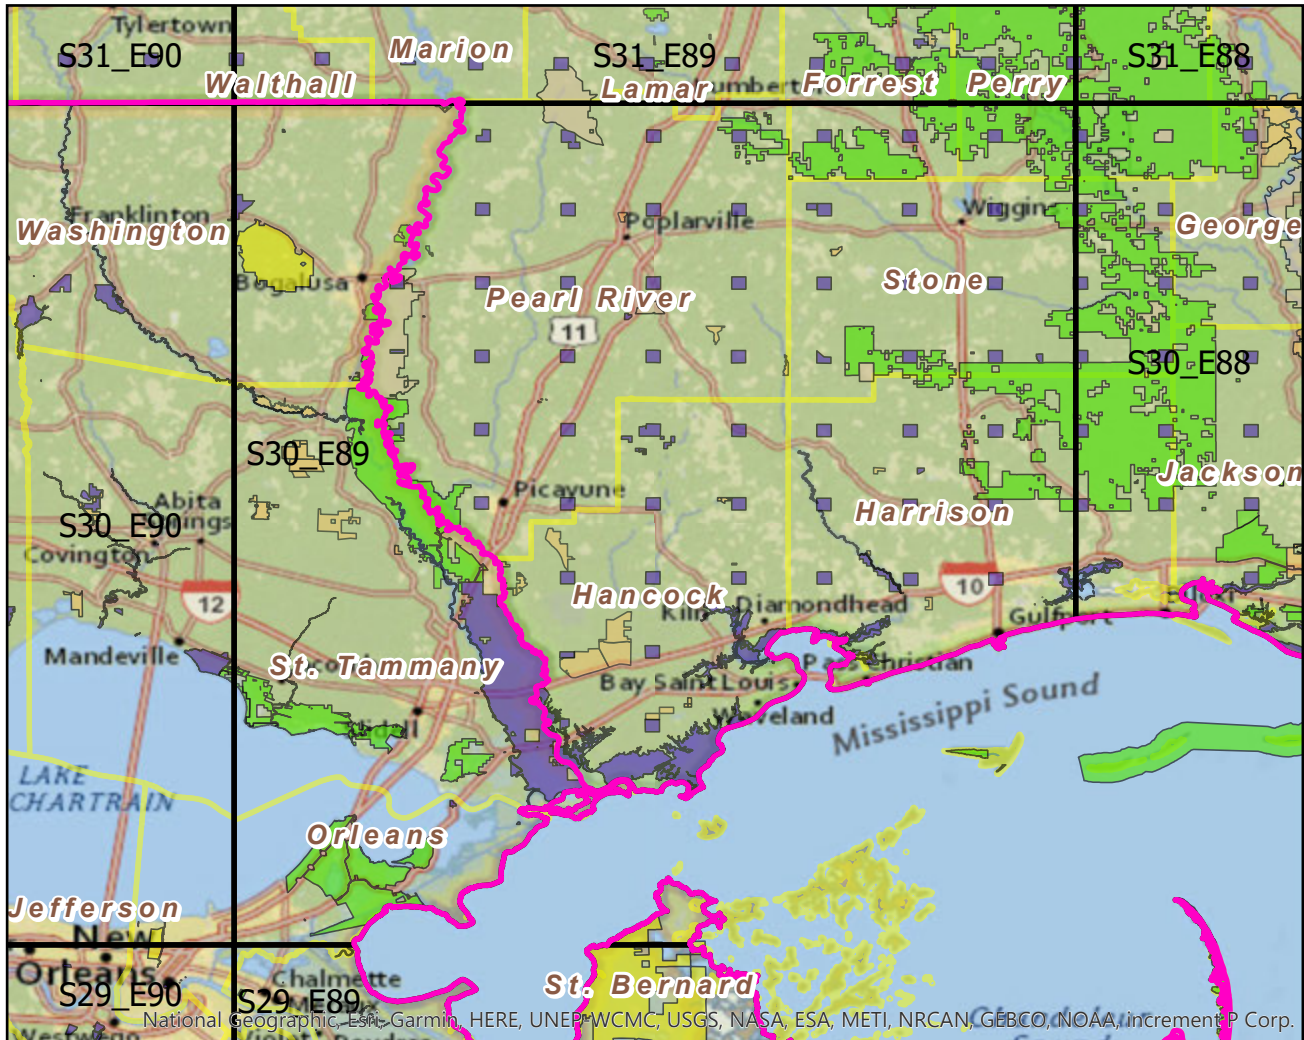 Tylertown
S31_E90
Marion
S31_E89
S31_E88
Walthall
Lamar
Forrest
Perry
Franklinton
Washington
Poplarville
Wiggins
George
Bogalusa
Pearl River
Stone
11
S30_E88
S30_E89
Jackson
Picayune
Abita
Harrison
S30_E90
Covington
12
Hancock
10
Diamondhead
Kiln
Gulfport
Mandeville
St. Tammany
Pass Christian
Bay Saint Louis
Waveland
Mississippi Sound
Slidell
LAKE
CHARTRAIN
Orleans
Jefferson
New
Orleans
Chalmette
St. Bernard
S29_E90
S29_E89
National Geographic, Esri, Garmin, HERE, UNEP-WCMC, USGS, NASA, ESA, METI, NRCAN, GEBCO, NOAA, increment P Corp.